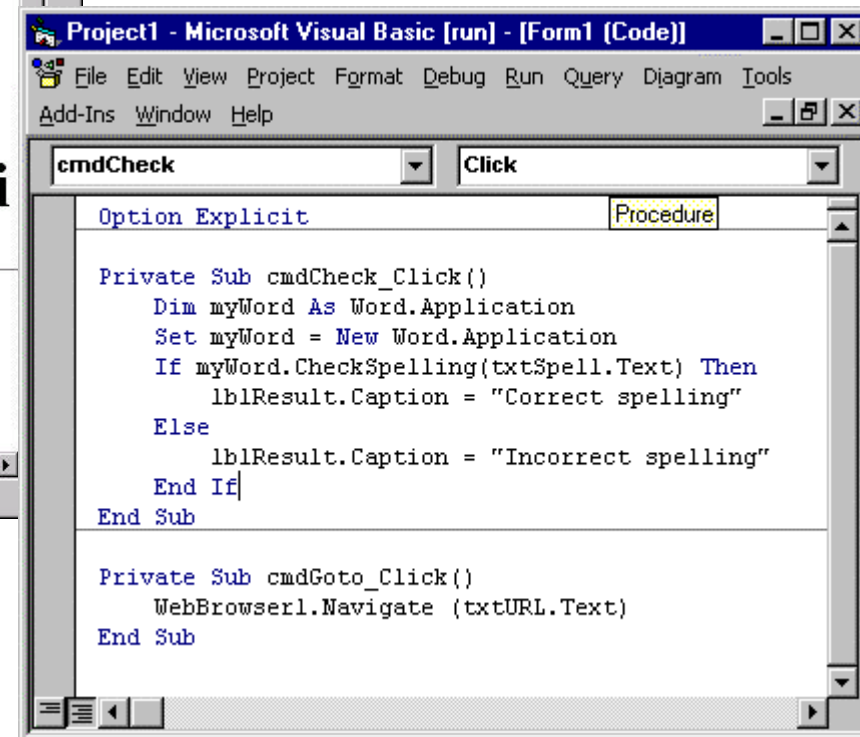 Project1 - Microsoft Visual Basic [run] - [Form1 (Code)]
File Edit View Project Format Debug Run Query Diagram Tools
Add-Ins Window Help
i
cmdCheck Click
Option Explicit
Procedure
Private Sub cmdCheck_Click()
    Dim myWord As Word.Application
    Set myWord = New Word.Application
    If myWord.CheckSpelling(txtSpell.Text) Then
        lblResult.Caption = "Correct spelling"
    Else
        lblResult.Caption = "Incorrect spelling"
    End If
End Sub
Private Sub cmdGoto_Click()
    WebBrowser1.Navigate (txtURL.Text)
End Sub